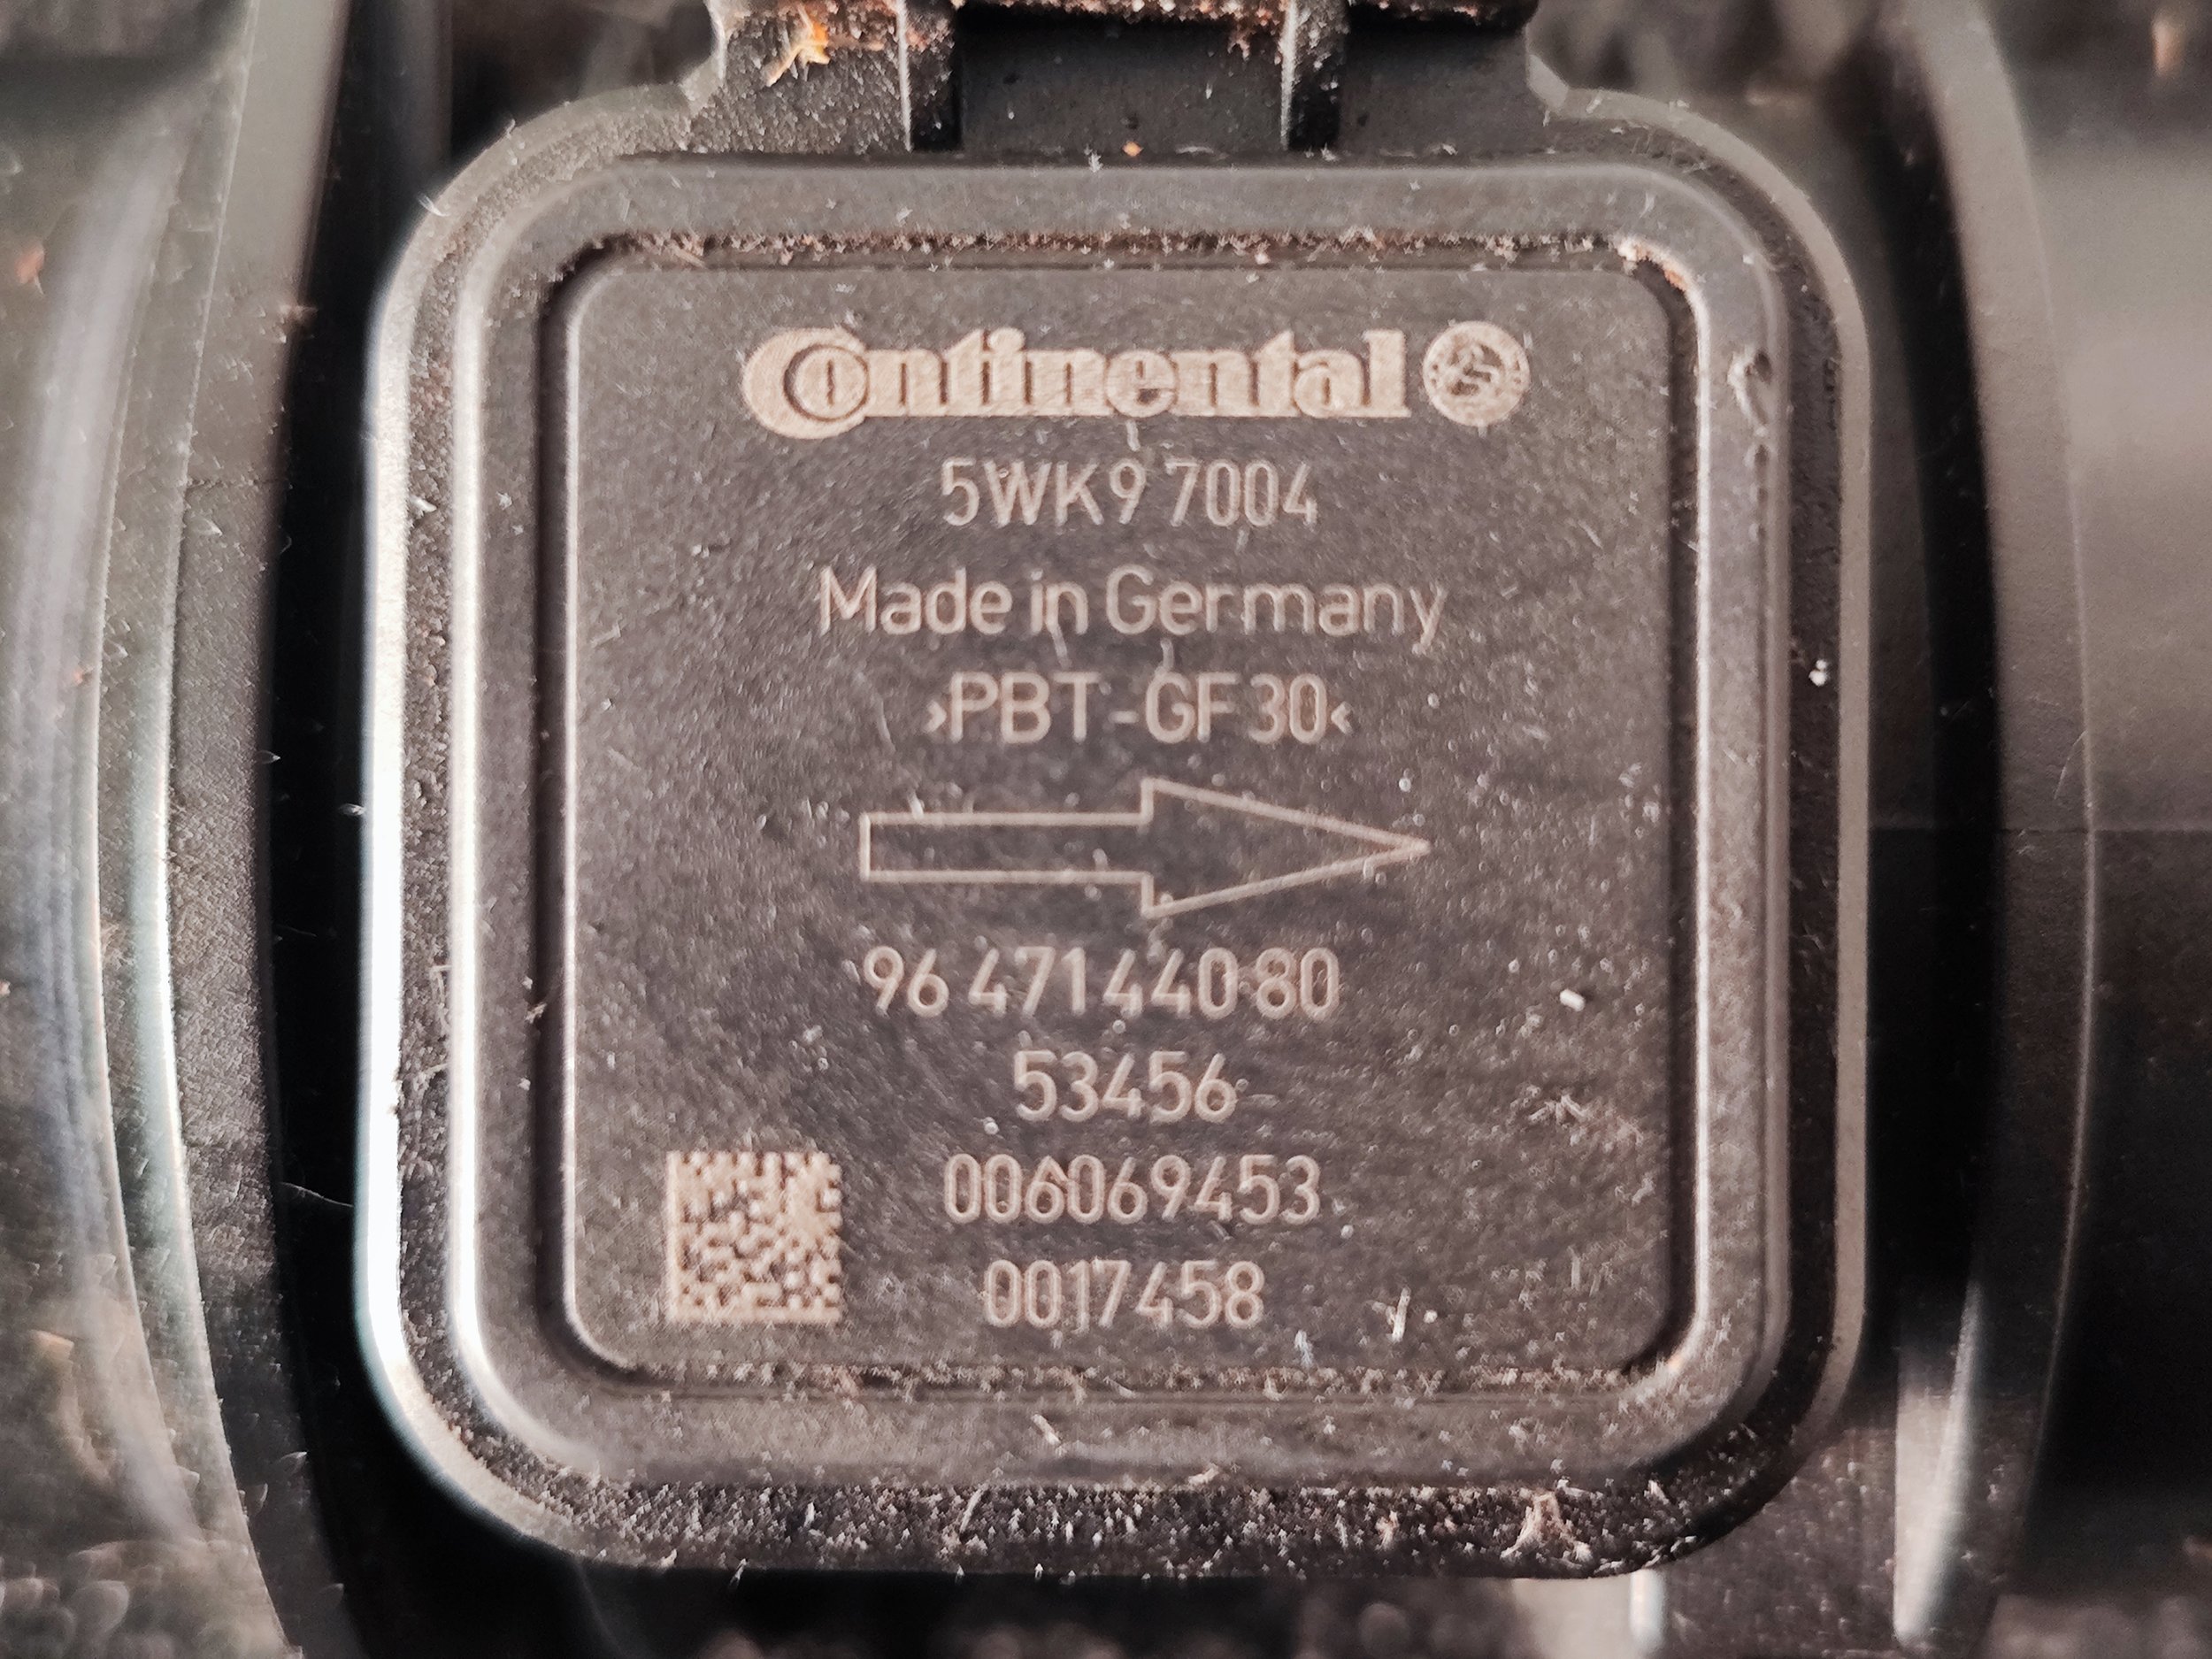 Continental
5WK9 7004
Made in Germany
›PBT-GF30‹
96 471440 80
53456
006069453
0017458